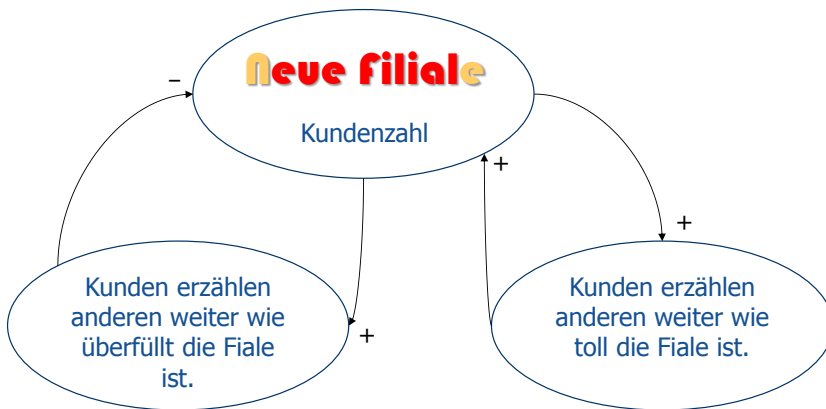 Neue Filiale
Kundenzahl
–
+
+
+
Kunden erzählen
anderen weiter wie
überfüllt die Fiale
ist.
Kunden erzählen
anderen weiter wie
toll die Fiale ist.